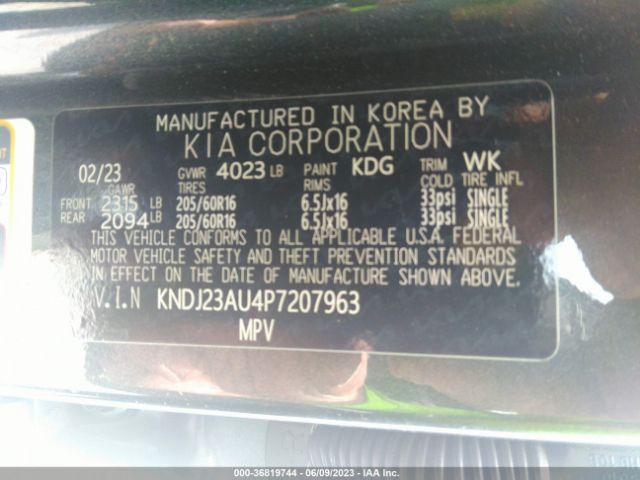 MANUFACTURED IN KOREA BY
KIA CORPORATION
02/23 GVWR 4023 LB PAINT KDG TRIM WK
GAWR TIRES RIMS COLD TIRE INFL
FRONT 2315 LB 205/60R16 6.5Jx16 33psi SINGLE
REAR 2094 LB 205/60R16 6.5Jx16 33psi SINGLE
THIS VEHICLE CONFORMS TO ALL APPLICABLE U.S.A. FEDERAL
MOTOR VEHICLE SAFETY AND THEFT PREVENTION STANDARDS
IN EFFECT ON THE DATE OF MANUFACTURE SHOWN ABOVE.
V.I.N KNDJ23AU4P7207963
MPV
000-36819744 / 06/09/2023 / IAA Inc.